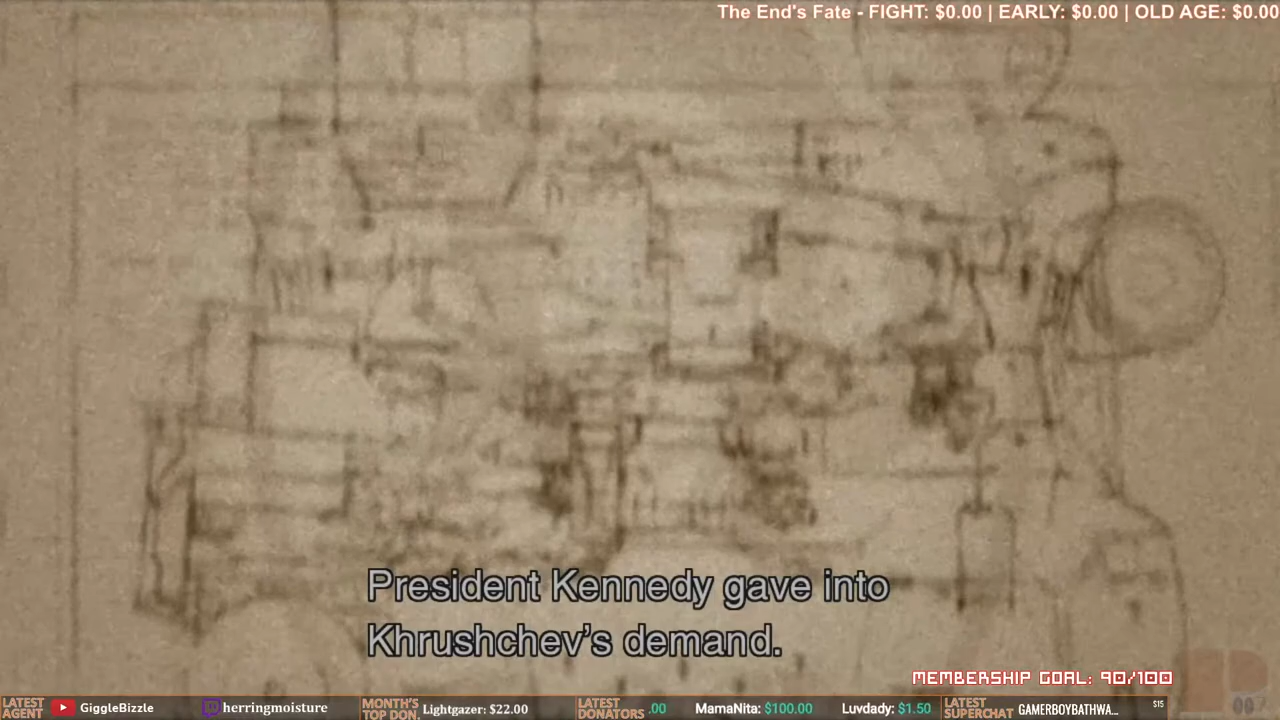 The End's Fate - FIGHT: $0.00 | EARLY: $0.00 | OLD AGE: $0.00
President Kennedy gave into
Khrushchev's demand.
MEMBERSHIP GOAL: 90/100
$15
LATEST AGENT
GiggleBizzle
herringmoisture
MONTH'S TOP DON.
Lightgazer: $22.00
LATEST DONATORS
.00
MamaNita: $100.00
Luvdady: $1.50
LATEST SUPERCHAT
GAMERBOYBATHWA...